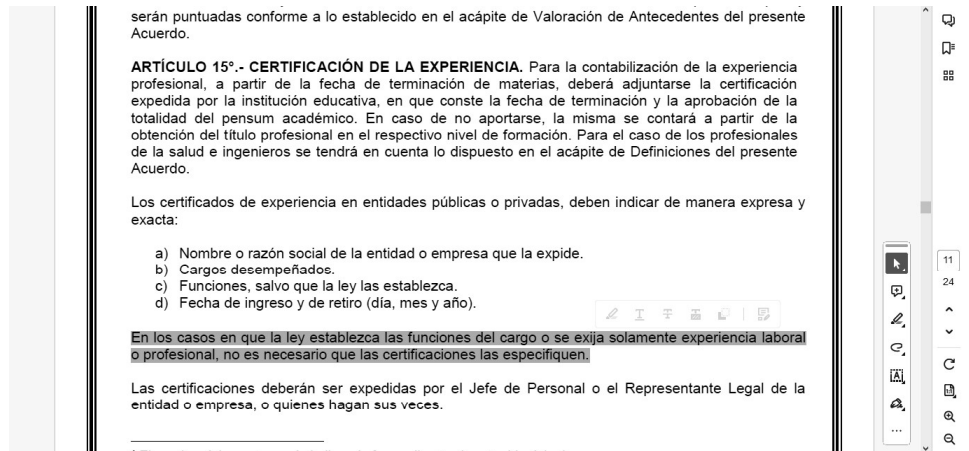 serán puntuadas conforme a lo establecido en el acápite de Valoración de Antecedentes del presente
Acuerdo.
ARTÍCULO 15°.- CERTIFICACIÓN DE LA EXPERIENCIA. Para la contabilización de la experiencia
profesional, a partir de la fecha de terminación de materias, deberá adjuntarse la certificación
expedida por la institución educativa, en que conste la fecha de terminación y la aprobación de la
totalidad del pensum académico. En caso de no aportarse, la misma se contará a partir de la
obtención del título profesional en el respectivo nivel de formación. Para el caso de los profesionales
de la salud e ingenieros se tendrá en cuenta lo dispuesto en el acápite de Definiciones del presente
Acuerdo.
Los certificados de experiencia en entidades públicas o privadas, deben indicar de manera expresa y
exacta:
a) Nombre o razón social de la entidad o empresa que la expide.
b) Cargos desempeñados.
c) Funciones, salvo que la ley las establezca.
d) Fecha de ingreso y de retiro (día, mes y año).
En los casos en que la ley establezca las funciones del cargo o se exija solamente experiencia laboral
o profesional, no es necesario que las certificaciones las especifiquen.
Las certificaciones deberán ser expedidas por el Jefe de Personal o el Representante Legal de la
entidad o empresa, o quienes hagan sus veces.
11
24